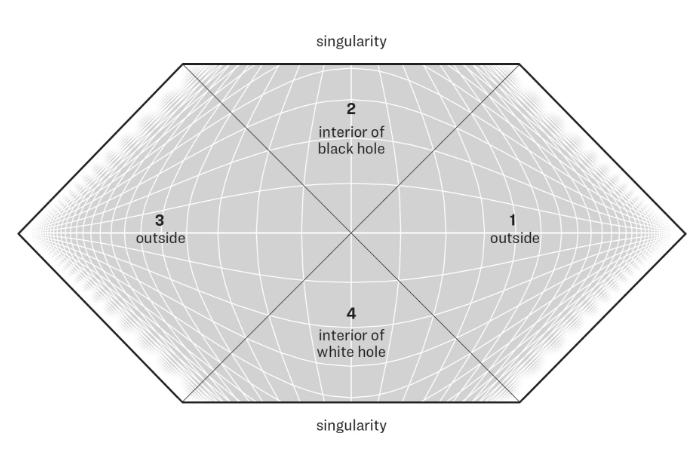 singularity
2
interior of
black hole
3
outside
1
outside
4
interior of
white hole
singularity